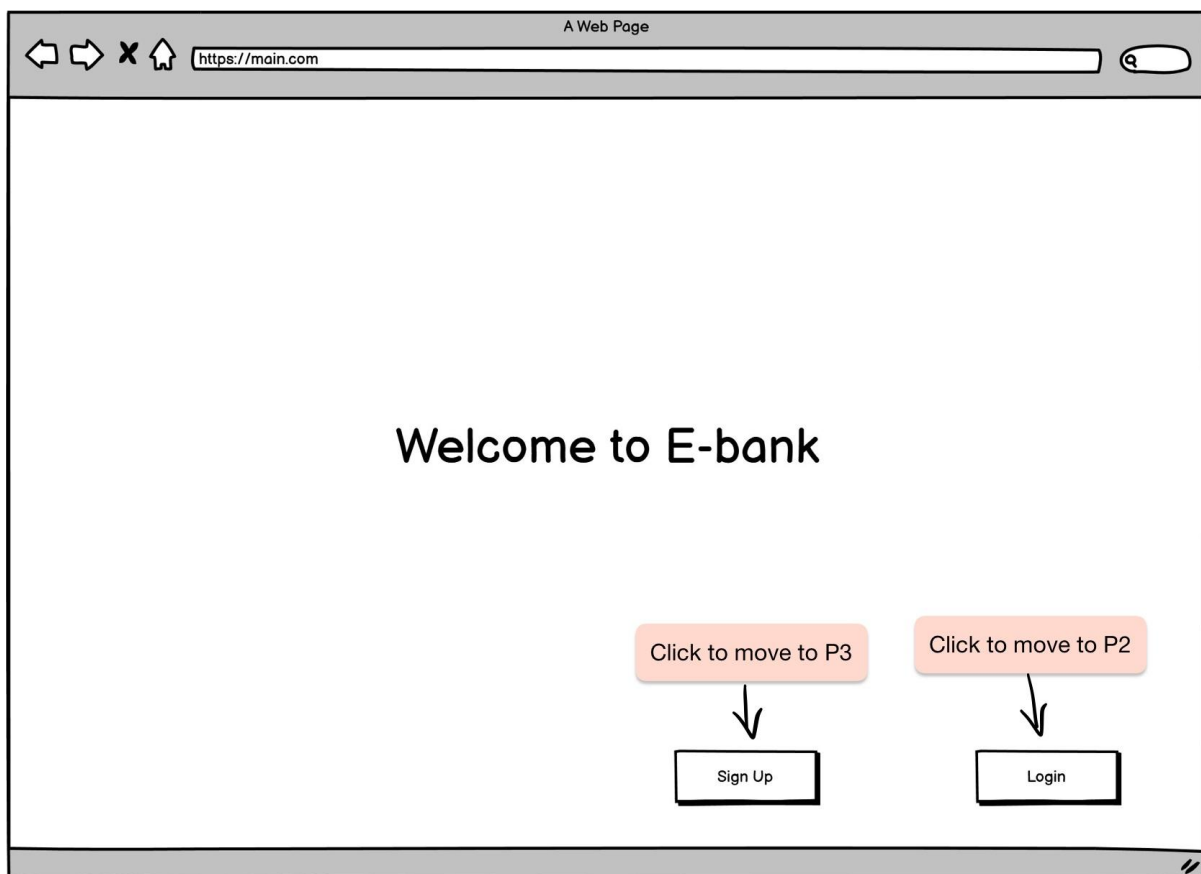 A Web Page
https://main.com
Welcome to E-bank
Click to move to P3
Click to move to P2
Sign Up
Login